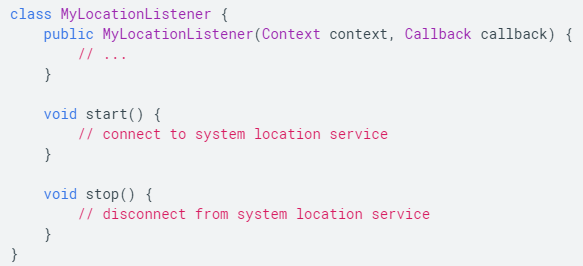 class MyLocationListener {
    public MyLocationListener(Context context, Callback callback) {
        // ...
    }

    void start() {
        // connect to system location service
    }

    void stop() {
        // disconnect from system location service
    }
}